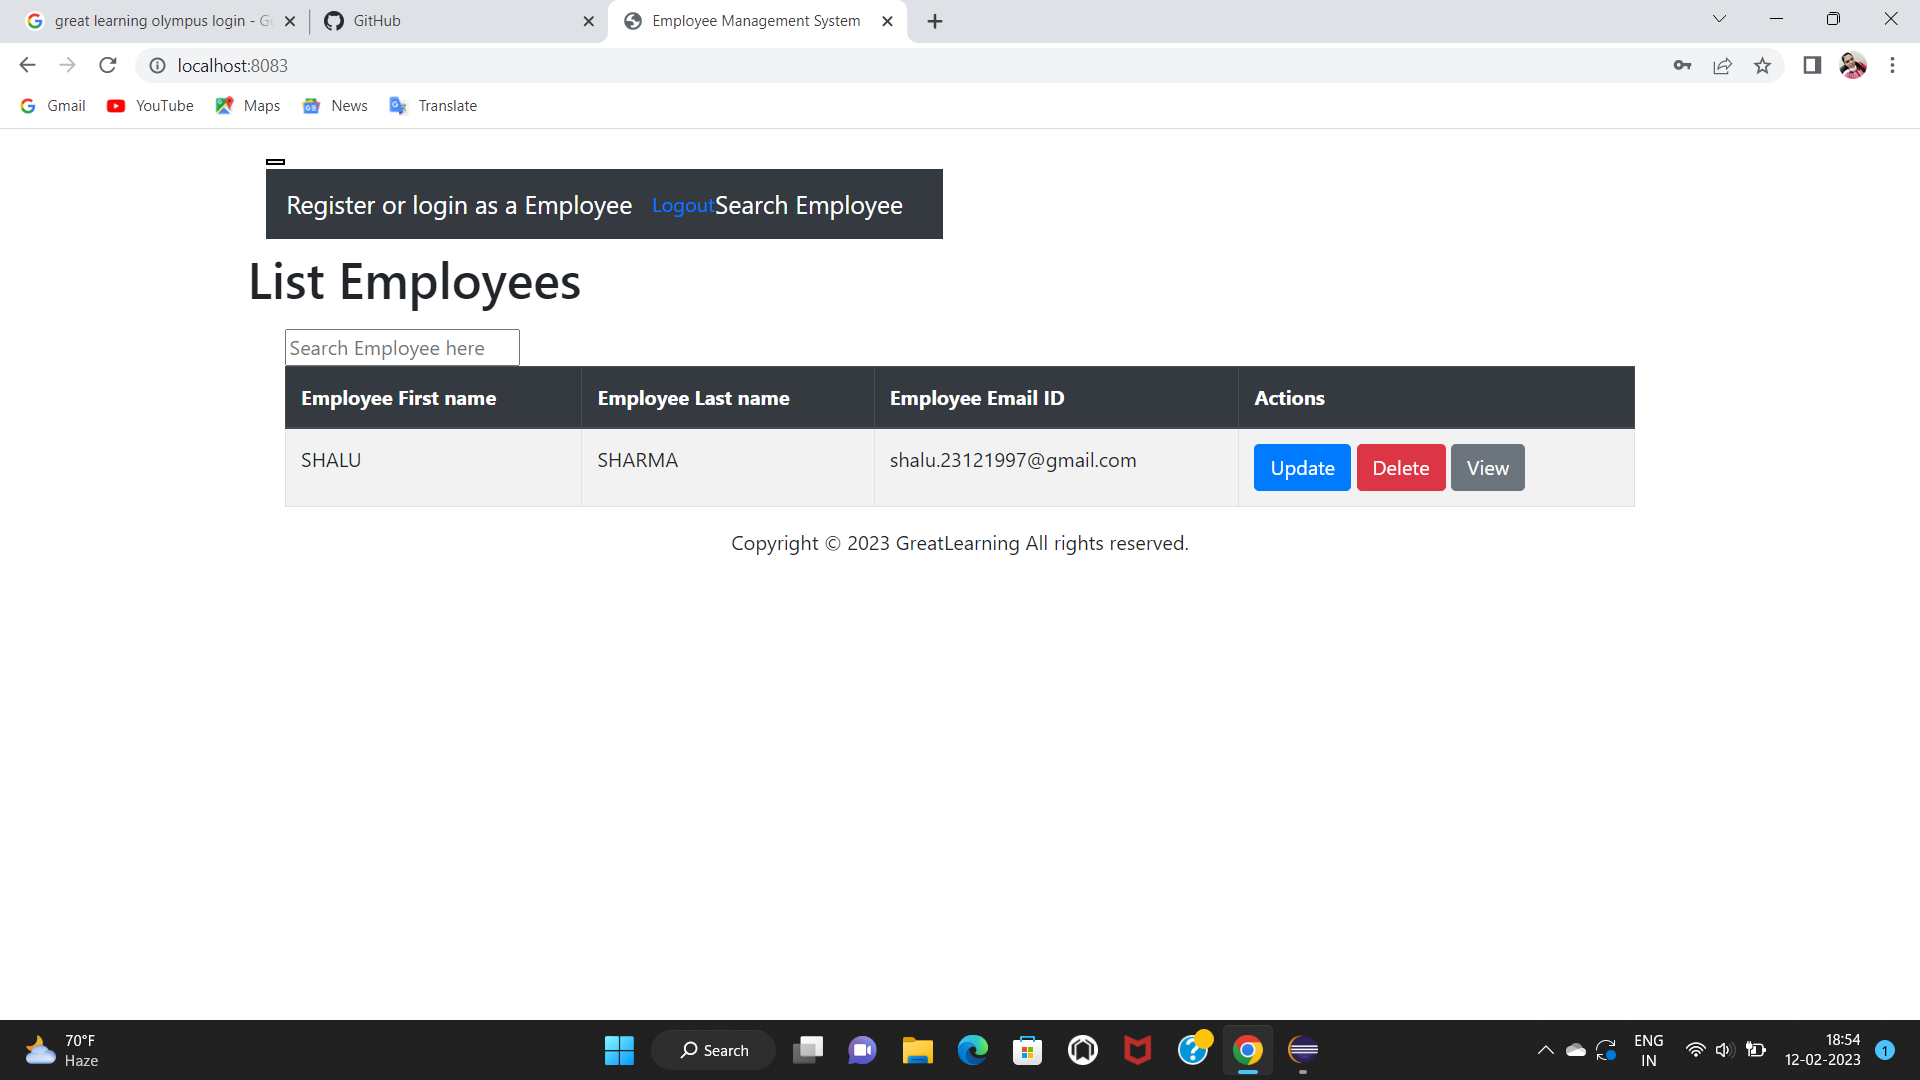 great learning olympus login - Go
GitHub
Employee Management System
localhost:8083
Gmail
YouTube
Maps
News
Translate
Register or login as a Employee LogoutSearch Employee
List Employees
Search Employee here
Employee First name Employee Last name Employee Email ID Actions
SHALU SHARMA shalu.23121997@gmail.com Update Delete View
Copyright © 2023 GreatLearning All rights reserved.
70°F
Haze
Search
ENG
IN
18:54
12-02-2023
1